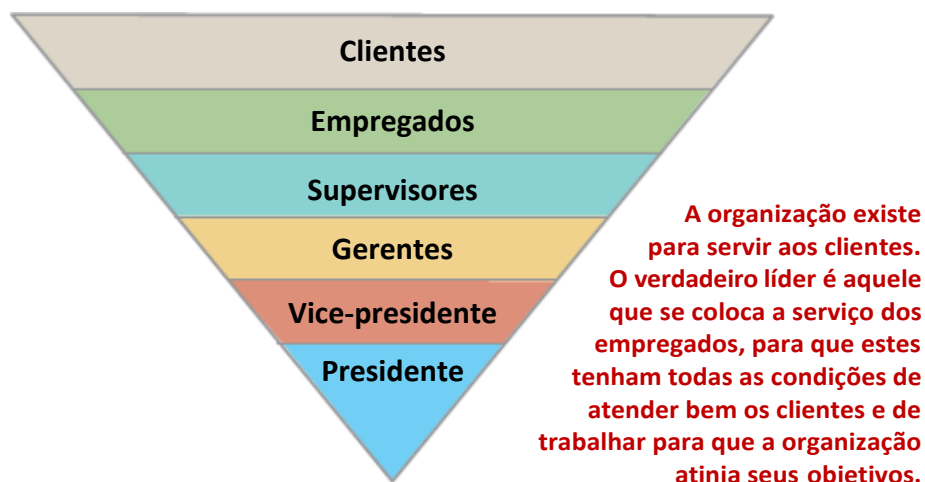 Clientes
Empregados
Supervisores
Gerentes
Vice-presidente
Presidente
A organização existe
para servir aos clientes.
O verdadeiro líder é aquele
que se coloca a serviço dos
empregados, para que estes
tenham todas as condições de
atender bem os clientes e de
trabalhar para que a organização
atinja seus objetivos.